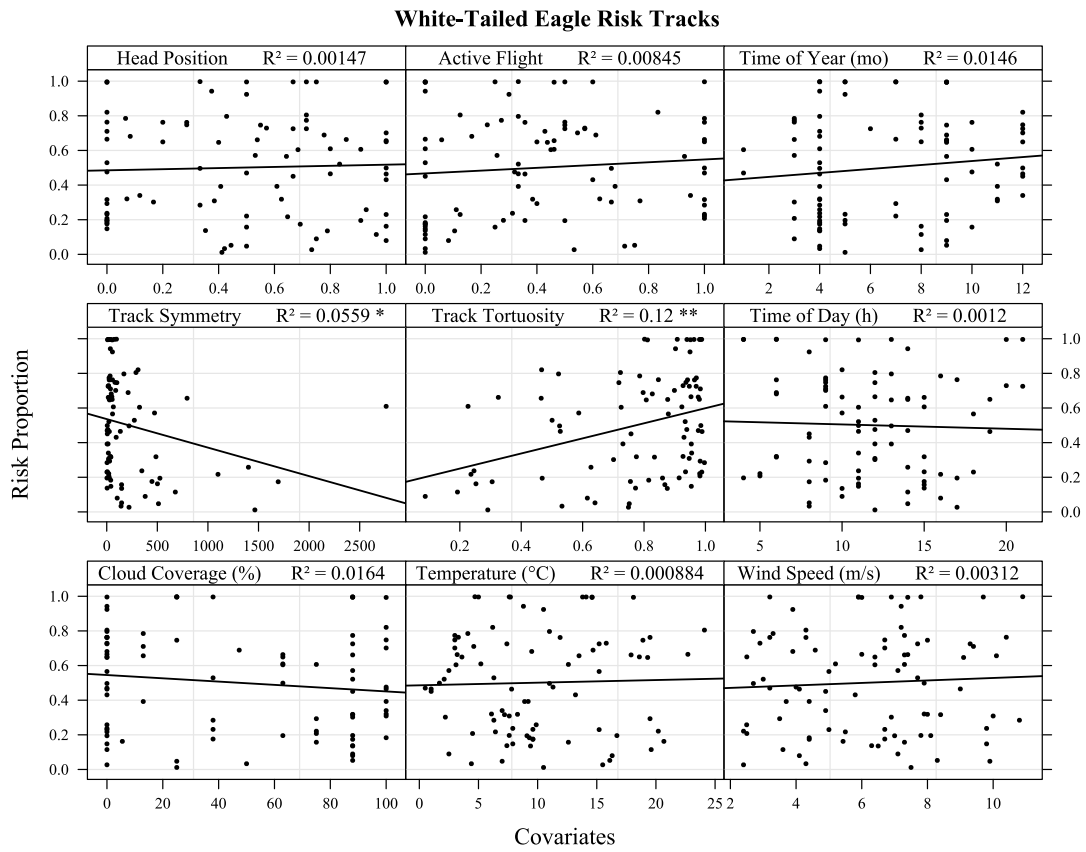 White-Tailed Eagle Risk Tracks
Head Position R² = 0.00147 Active Flight R² = 0.00845 Time of Year (mo) R² = 0.0146
1.0
0.8
0.6
0.4
0.2
0.0
0.0 0.2 0.4 0.6 0.8 1.0 0.0 0.2 0.4 0.6 0.8 1.0 2 4 6 8 10 12
Track Symmetry R² = 0.0559 * Track Tortuosity R² = 0.12 ** Time of Day (h) R² = 0.0012
1.0
0.8
0.6
0.4
0.2
0.0
0 500 1000 1500 2000 2500 0.2 0.4 0.6 0.8 1.0 5 10 15 20
Cloud Coverage (%) R² = 0.0164 Temperature (°C) R² = 0.000884 Wind Speed (m/s) R² = 0.00312
1.0
0.8
0.6
0.4
0.2
0.0
0 20 40 60 80 100 0 5 10 15 20 25 2 4 6 8 10
Risk Proportion
Covariates